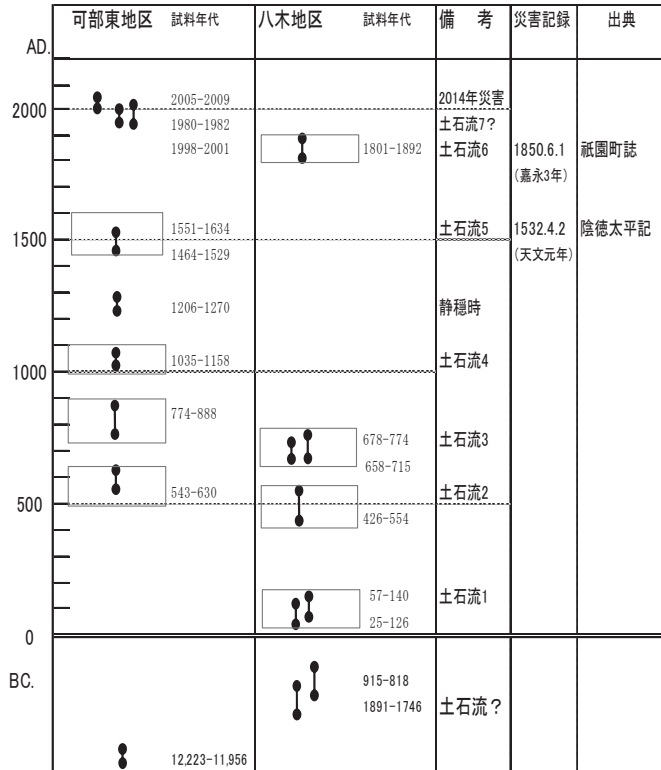 可部東地区 試料年代 八木地区 試料年代 備 考 災害記録 出典
AD.
2005-2009 2014年災害
2000
1980-1982 土石流7?
1998-2001 1801-1892 土石流6 1850.6.1 祇園町誌
(嘉永3年)
1551-1634 土石流5 1532.4.2 陰徳太平記
1500
1464-1529 (天文元年)
1206-1270 静穏時
1035-1158 土石流4
1000
774-888
678-774 土石流3
658-715
543-630 土石流2
500
426-554
57-140 土石流1
25-126
0
BC. 915-818
1891-1746 土石流?
12,223-11,956